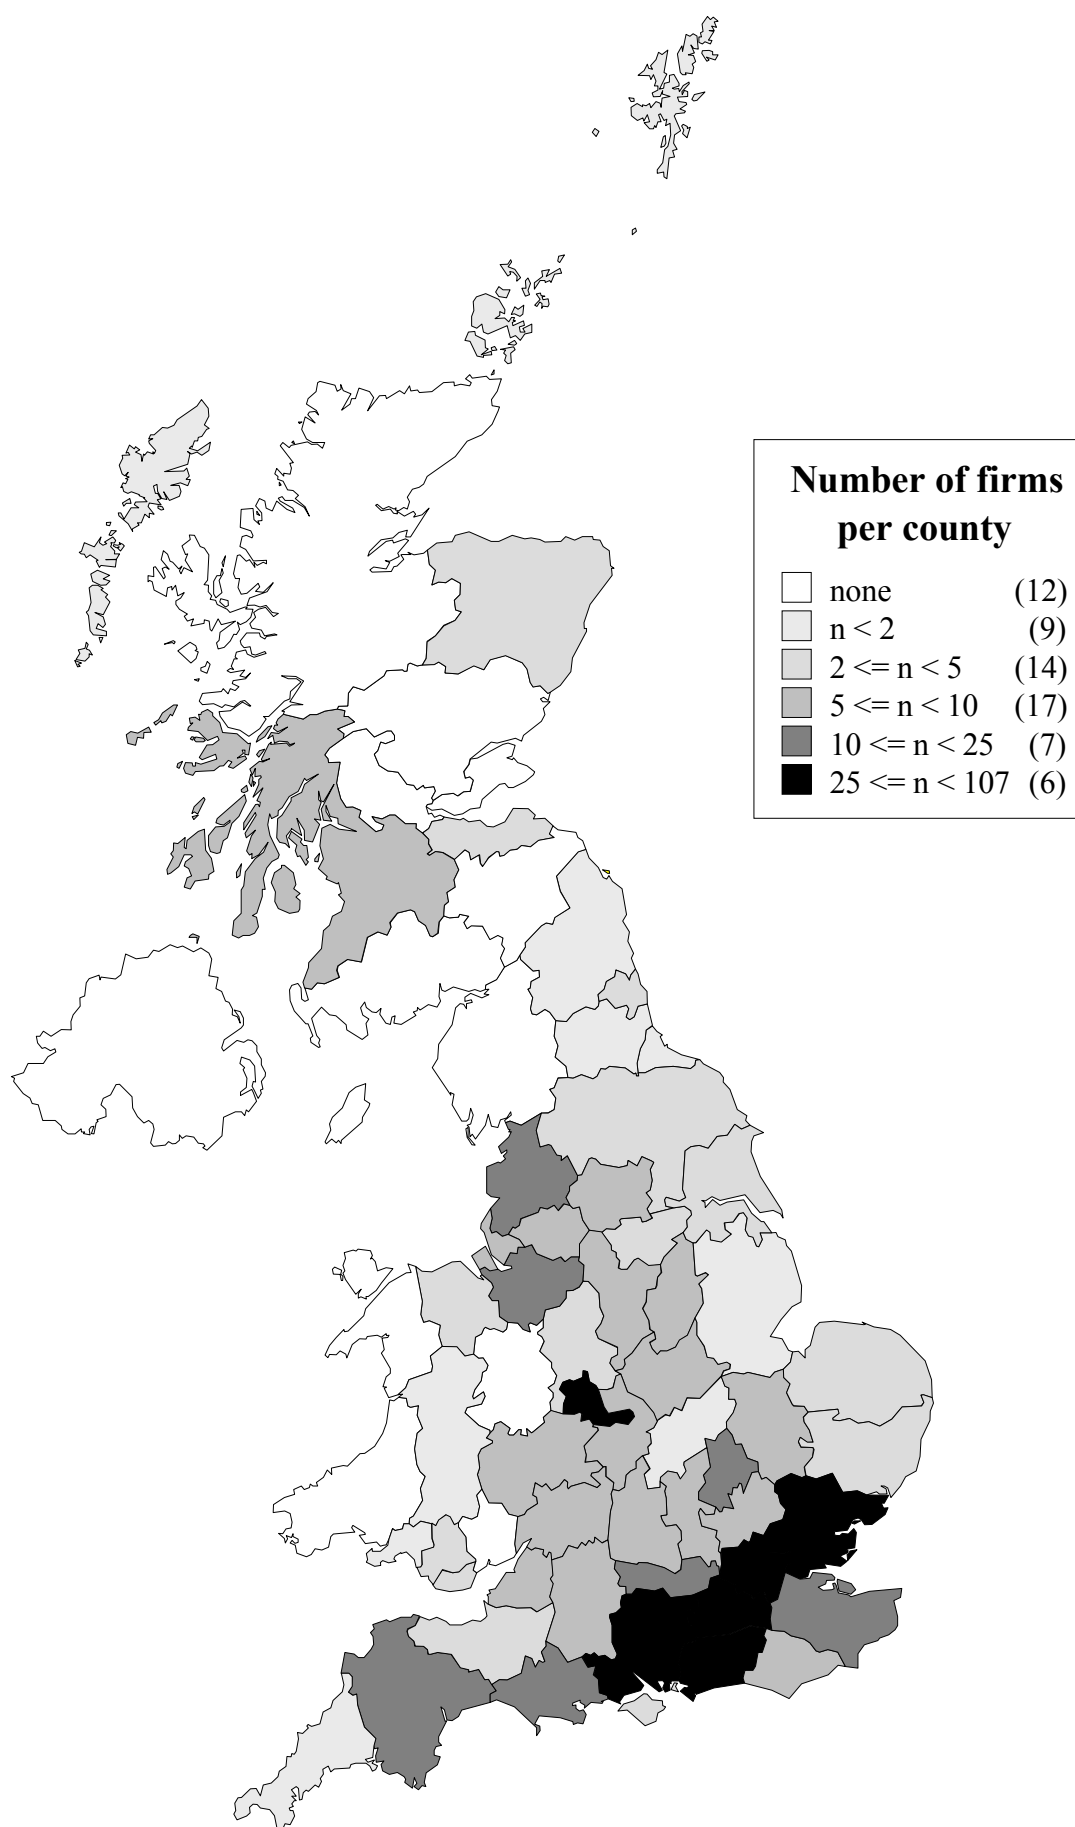 Number of firms
per county
none (12)
n < 2 (9)
2 <= n < 5 (14)
5 <= n < 10 (17)
10 <= n < 25 (7)
25 <= n < 107 (6)